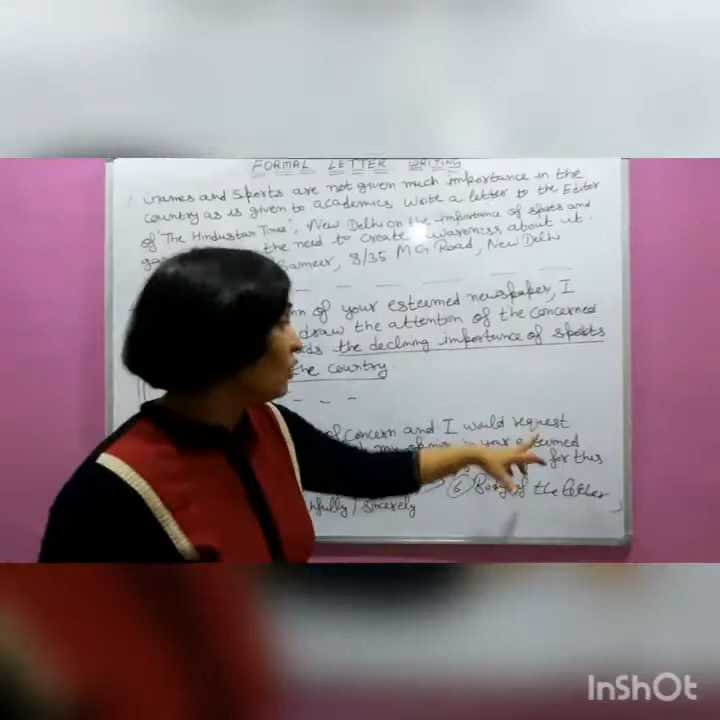 FORMAL LETTER WRITING
Games and Sports are not given much importance in the
country as is given to academics write a letter to the Editor
of 'The Hindustan Times', New Delhi on the importance of sports and
the need to create awareness about it.
Sameer, 8/35 M G Road, New Delhi
of your esteemed newspaper, I
draw the attention of the concerned
the declining importance of sports
the country
of concern and I would request
in your esteemed
for this
6 Body of the letter
/ sincerely
InShOt